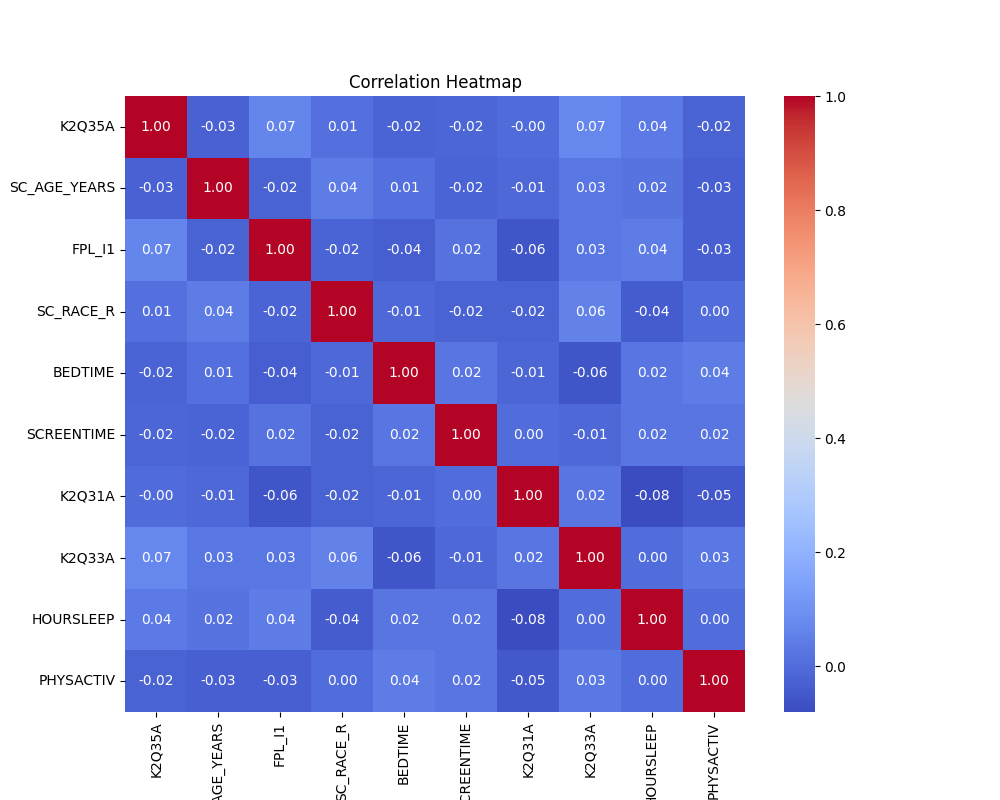 Correlation Heatmap
K2Q35A 1.00 -0.03 0.07 0.01 -0.02 -0.02 -0.00 0.07 0.04 -0.02
SC_AGE_YEARS -0.03 1.00 -0.02 0.04 0.01 -0.02 -0.01 0.03 0.02 -0.03
FPL_I1 0.07 -0.02 1.00 -0.02 -0.04 0.02 -0.06 0.03 0.04 -0.03
SC_RACE_R 0.01 0.04 -0.02 1.00 -0.01 -0.02 -0.02 0.06 -0.04 0.00
BEDTIME -0.02 0.01 -0.04 -0.01 1.00 0.02 -0.01 -0.06 0.02 0.04
SCREENTIME -0.02 -0.02 0.02 -0.02 0.02 1.00 0.00 -0.01 0.02 0.02
K2Q31A -0.00 -0.01 -0.06 -0.02 -0.01 0.00 1.00 0.02 -0.08 -0.05
K2Q33A 0.07 0.03 0.03 0.06 -0.06 -0.01 0.02 1.00 0.00 0.03
HOURSLEEP 0.04 0.02 0.04 -0.04 0.02 0.02 -0.08 0.00 1.00 0.00
PHYSACTIV -0.02 -0.03 -0.03 0.00 0.04 0.02 -0.05 0.03 0.00 1.00
K2Q35A
AGE_YEARS
FPL_I1
SC_RACE_R
BEDTIME
CREENTIME
K2Q31A
K2Q33A
HOURSLEEP
PHYSACTIV
1.0
0.8
0.6
0.4
0.2
0.0